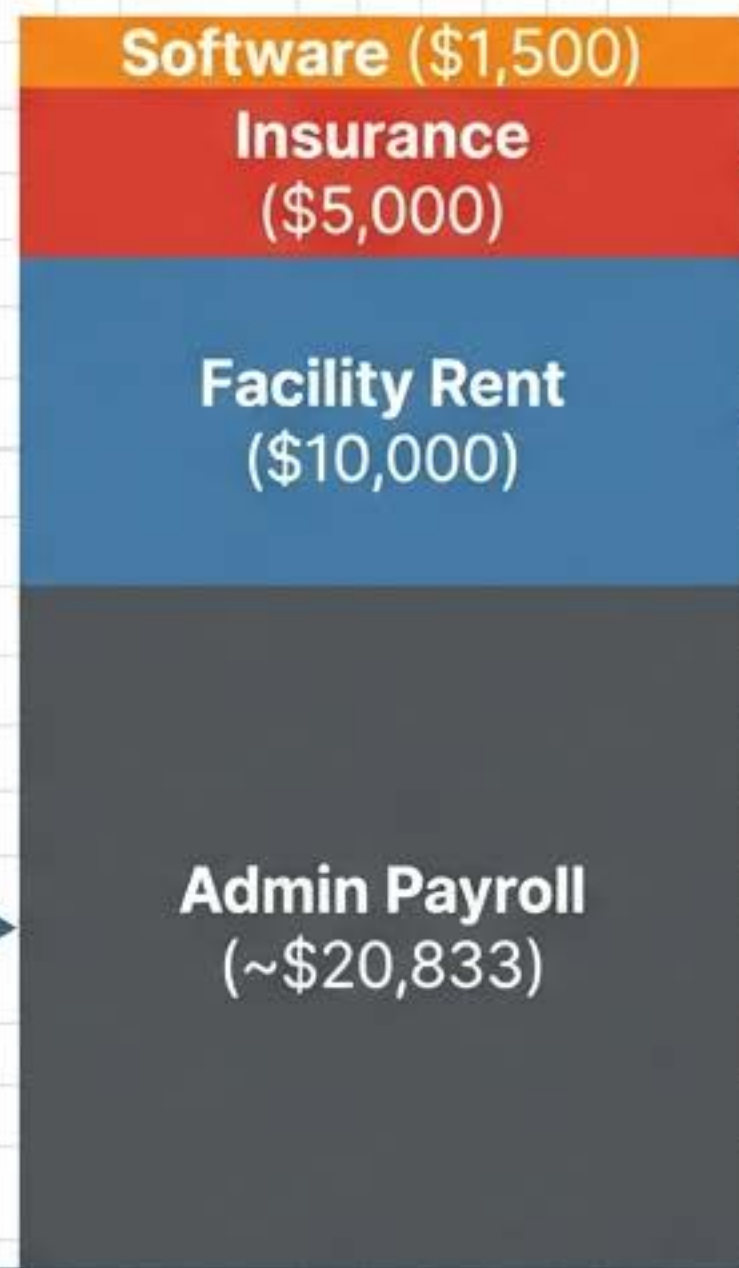 Software ($1,500)
Insurance
($5,000)
Facility Rent
($10,000)
Admin Payroll
(~$20,833)